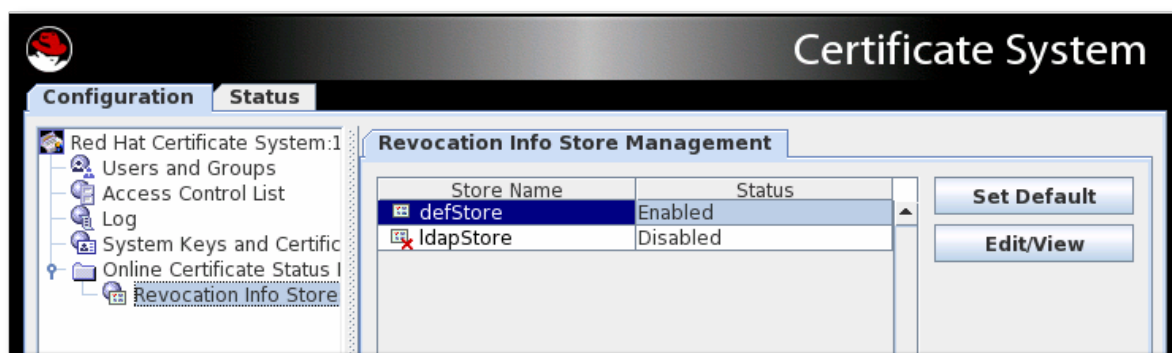 Certificate System
Configuration Status
Red Hat Certificate System:1
Users and Groups
Access Control List
Log
System Keys and Certific
Online Certificate Status
Revocation Info Store
Revocation Info Store Management
Store Name Status
defStore Enabled
ldapStore Disabled
Set Default
Edit/View